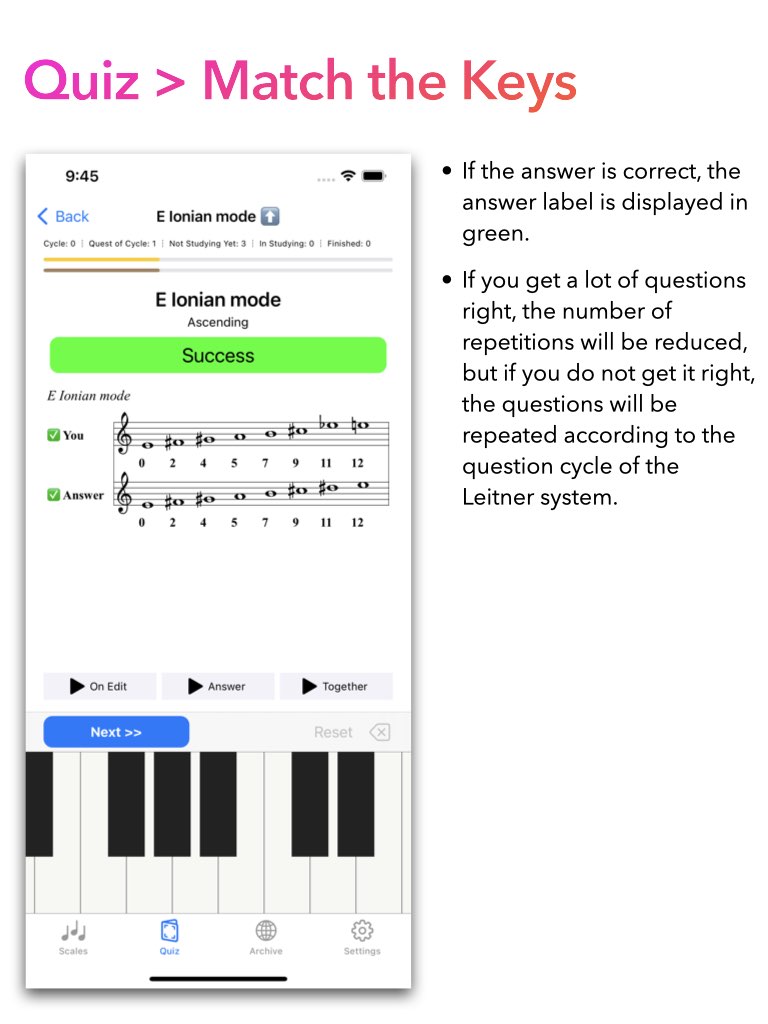 Quiz > Match the Keys
9:45
Back
E Ionian mode ⬆️
Cycle: 0 | Quest of Cycle: 1 | Not Studying Yet: 3 | In Studying: 0 | Finished: 0
E Ionian mode
Ascending
Success
E Ionian mode
✅ You
0 2 4 5 7 9 11 12
✅ Answer
0 2 4 5 7 9 11 12
On Edit
Answer
Together
Next >>
Reset
Scales
Quiz
Archive
Settings
• If the answer is correct, the
answer label is displayed in
green.
• If you get a lot of questions
right, the number of
repetitions will be reduced,
but if you do not get it right,
the questions will be
repeated according to the
question cycle of the
Leitner system.